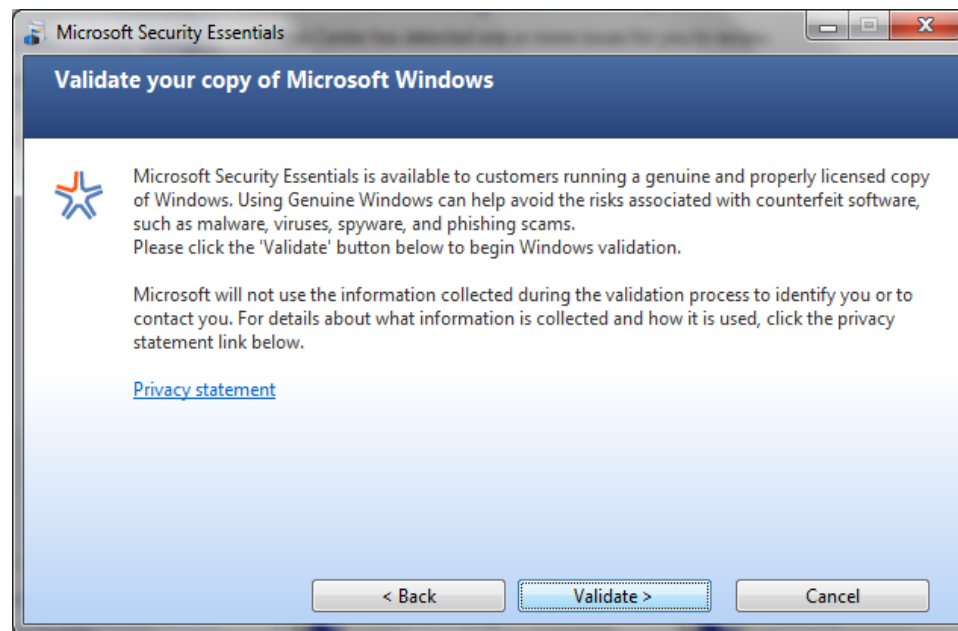 Microsoft Security Essentials
Validate your copy of Microsoft Windows
Microsoft Security Essentials is available to customers running a genuine and properly licensed copy
of Windows. Using Genuine Windows can help avoid the risks associated with counterfeit software,
such as malware, viruses, spyware, and phishing scams.
Please click the 'Validate' button below to begin Windows validation.
Microsoft will not use the information collected during the validation process to identify you or to
contact you. For details about what information is collected and how it is used, click the privacy
statement link below.
Privacy statement
< Back
Validate >
Cancel